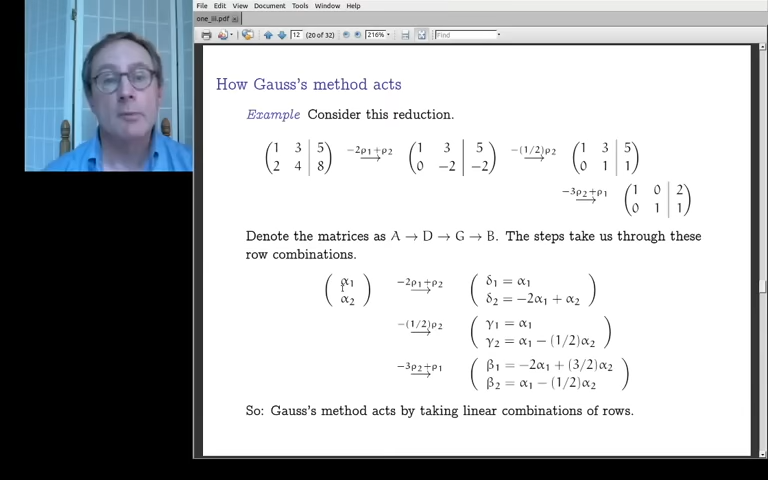 File Edit View Document Tools Window Help
one_iii.pdf
12 (20 of 32) 216% Find
How Gauss's method acts
Example Consider this reduction.
( 1 3 | 5 ) −2ρ1+ρ2 ( 1 3 | 5 ) −(1/2)ρ2 ( 1 3 | 5 )
( 2 4 | 8 ) ⟶ ( 0 −2 | −2 ) ⟶ ( 0 1 | 1 )
−3ρ2+ρ1 ( 1 0 | 2 )
⟶ ( 0 1 | 1 )
Denote the matrices as A → D → G → B. The steps take us through these
row combinations.
( α1 ) −2ρ1+ρ2 ( δ1 = α1 )
( α2 ) ⟶ ( δ2 = −2α1 + α2 )
−(1/2)ρ2 ( γ1 = α1 )
⟶ ( γ2 = α1 − (1/2)α2 )
−3ρ2+ρ1 ( β1 = −2α1 + (3/2)α2 )
⟶ ( β2 = α1 − (1/2)α2 )
So: Gauss's method acts by taking linear combinations of rows.